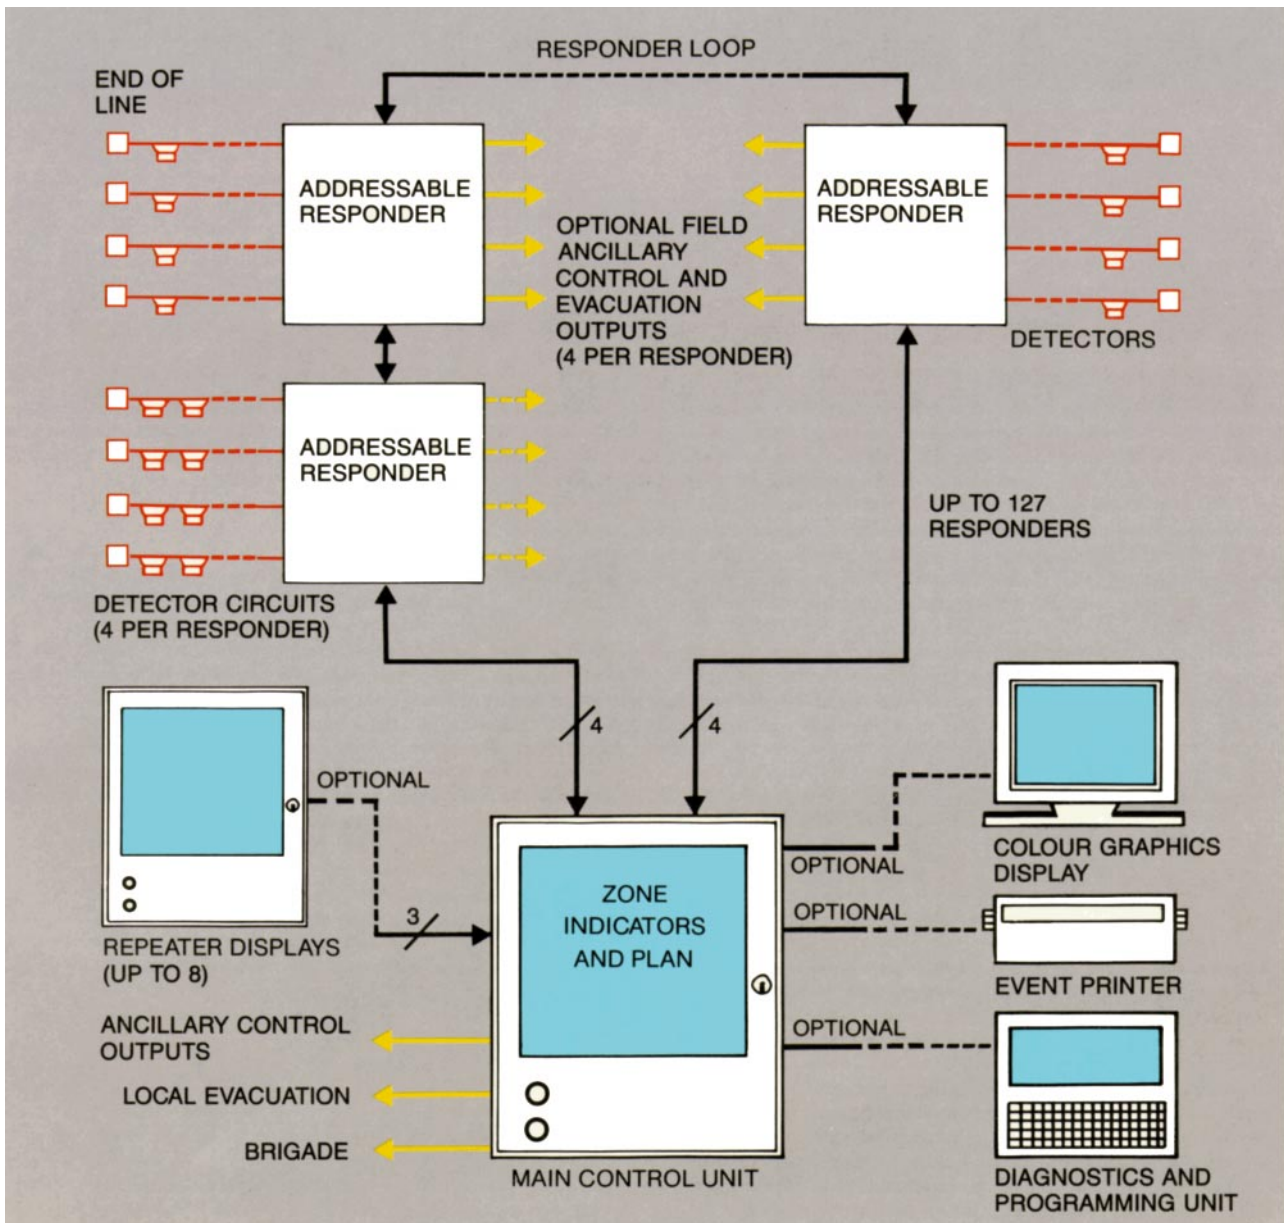 RESPONDER LOOP
END OF
LINE
ADDRESSABLE
RESPONDER
ADDRESSABLE
RESPONDER
OPTIONAL FIELD
ANCILLARY
CONTROL AND
EVACUATION
OUTPUTS
(4 PER RESPONDER)
DETECTORS
ADDRESSABLE
RESPONDER
UP TO 127
RESPONDERS
DETECTOR CIRCUITS
(4 PER RESPONDER)
4
4
OPTIONAL
3
REPEATER DISPLAYS
(UP TO 8)
ZONE
INDICATORS
AND PLAN
OPTIONAL
COLOUR GRAPHICS
DISPLAY
OPTIONAL
EVENT PRINTER
OPTIONAL
DIAGNOSTICS AND
PROGRAMMING UNIT
ANCILLARY CONTROL
OUTPUTS
LOCAL EVACUATION
BRIGADE
MAIN CONTROL UNIT